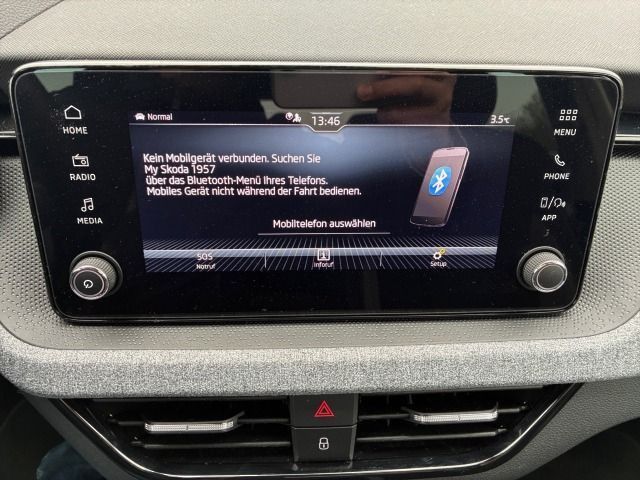 HOME
RADIO
MEDIA
Normal
13:46
3.5°C
Kein Mobilgerät verbunden. Suchen Sie
My Skoda 1957
über das Bluetooth-Menü Ihres Telefons.
Mobiles Gerät nicht während der Fahrt bedienen.
Mobiltelefon auswählen
SOS
Notruf
Inforuf
Setup
MENU
PHONE
APP